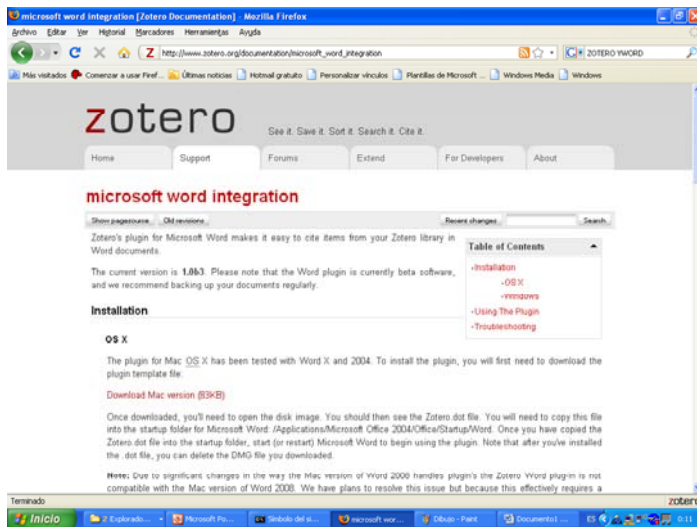 microsoft word integration [Zotero Documentation] - Mozilla Firefox
Archivo Editar Ver Historial Marcadores Herramientas Ayuda
http://www.zotero.org/documentation/microsoft_word_integration
ZOTERO YWORD
Más visitados Comenzar a usar Firef... Últimas noticias Hotmail gratuito Personalizar vínculos Plantillas de Microsoft ... Windows Media Windows
zotero
See it. Save it. Sort it. Search it. Cite it.
Home Support Forums Extend For Developers About
microsoft word integration
Show pagesource Old revisions Recent changes Search
Zotero's plugin for Microsoft Word makes it easy to cite items from your Zotero library in
Word documents.
The current version is 1.0b3. Please note that the Word plugin is currently beta software,
and we recommend backing up your documents regularly.
Table of Contents
Installation
OS X
Windows
Using The Plugin
Troubleshooting
Installation
OS X
The plugin for Mac OS X has been tested with Word X and 2004. To install the plugin, you will first need to download the
plugin template file:
Download Mac version (83KB)
Once downloaded, you'll need to open the disk image. You should then see the Zotero.dot file. You will need to copy this file
into the startup folder for Microsoft Word: /Applications/Microsoft Office 2004/Office/Startup/Word. Once you have copied the
Zotero.dot file into the startup folder, start (or restart) Microsoft Word to begin using the plugin. Note that after you've installed
the .dot file, you can delete the DMG file you downloaded.
Note: Due to significant changes in the way the Mac version of Word 2008 handles plugin's the Zotero Word plug-in is not
compatible with the Mac version of Word 2008. We have plans to resolve this issue but because this effectively requires a
Terminado
zotero
Inicio 2 Explorado... Microsoft Po... Símbolo del si... microsoft wor... Dibujo - Paint Documento1 ... ES 0:11